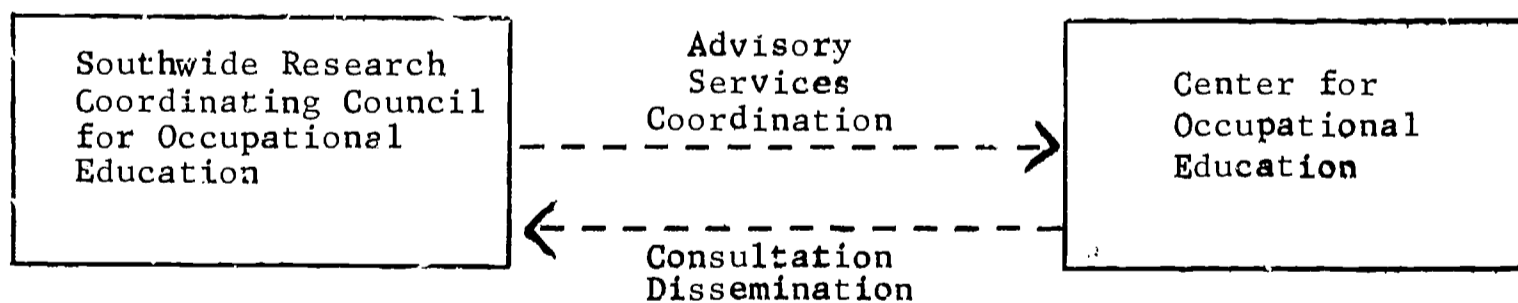 Southwide Research
Coordinating Council
for Occupational
Education
Advisory
Services
Coordination
Center for
Occupational
Education
Consultation
Dissemination